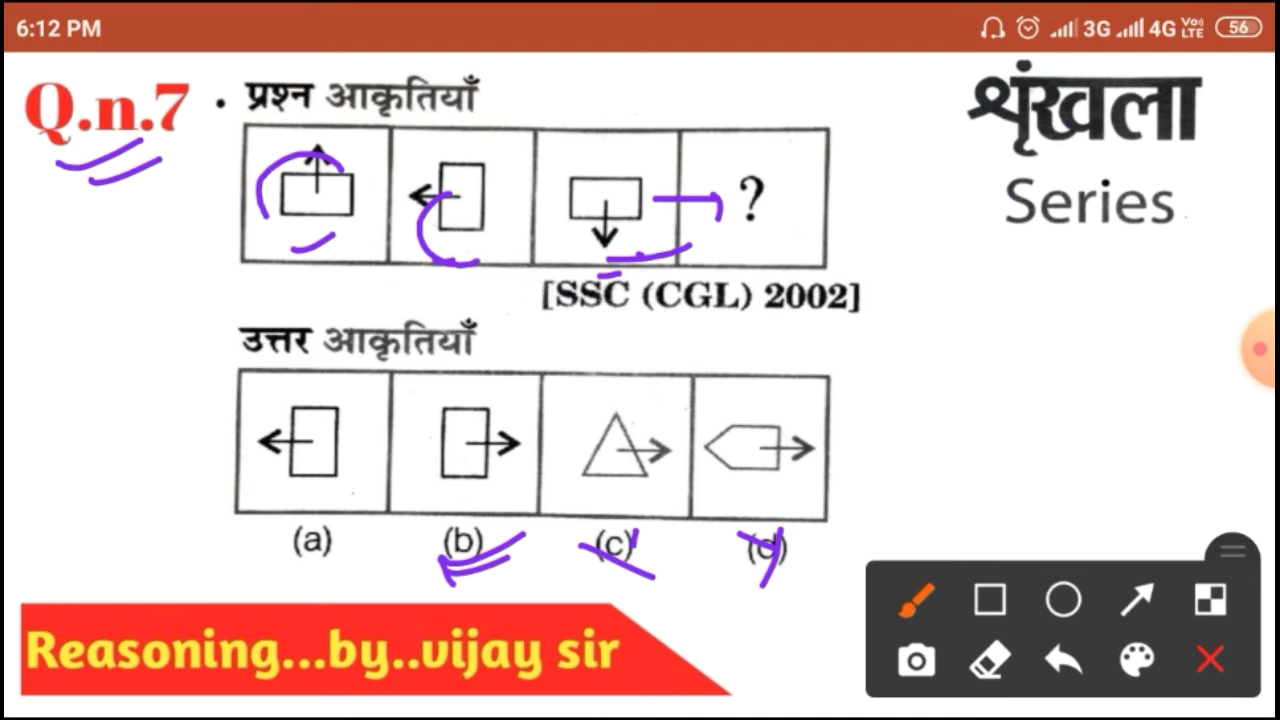 6:12 PM 3G 4G Vo) LTE 56
Q.n.7 . प्रश्न आकृतियाँ
श्रृंखला
Series
?
[SSC (CGL) 2002]
उत्तर आकृतियाँ
(a) (b) (c) (d)
Reasoning...by..vijay sir